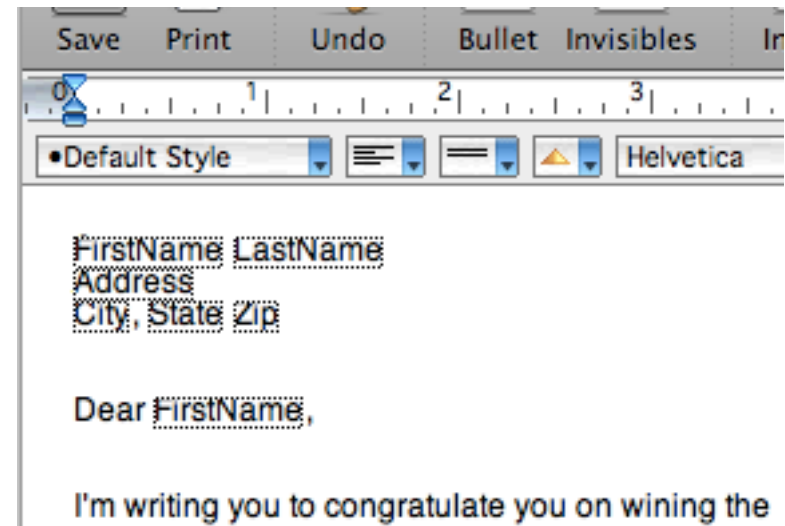 Save Print Undo Bullet Invisibles
0 1 2 3
•Default Style Helvetica
FirstName LastName
Address
City, State Zip
Dear FirstName,
I'm writing you to congratulate you on wining the